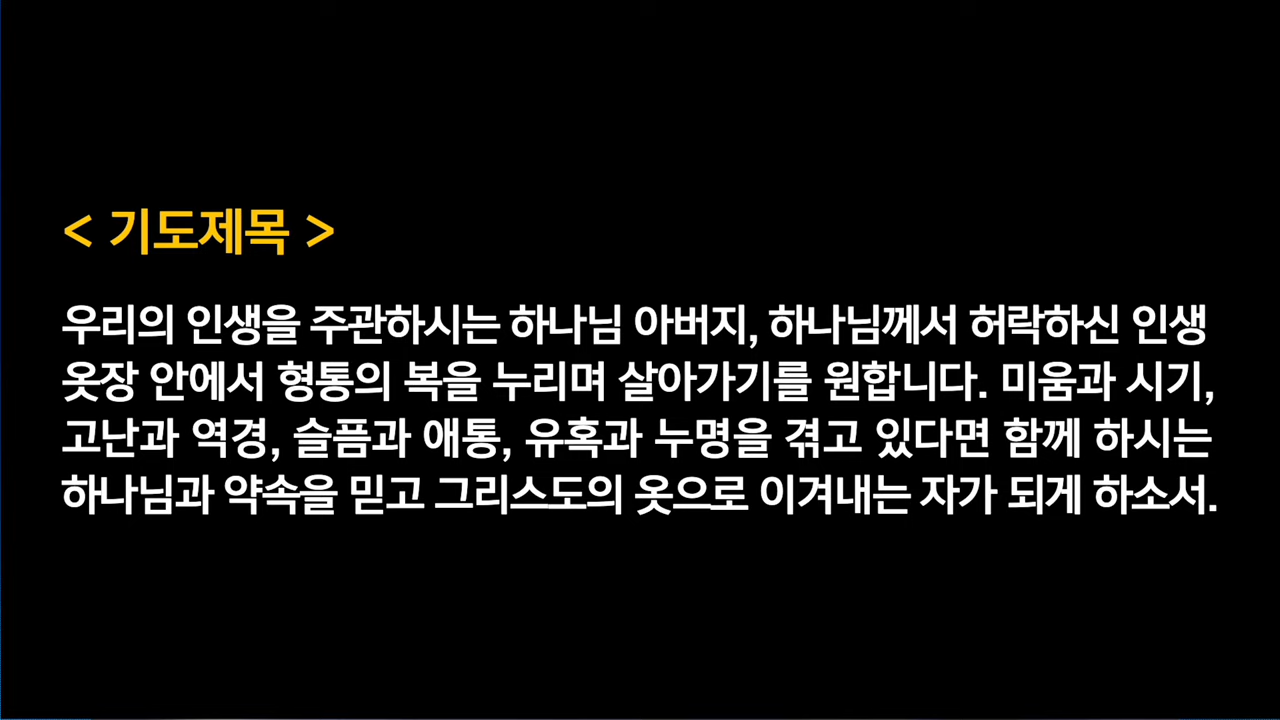 < 기도제목 >
우리의 인생을 주관하시는 하나님 아버지, 하나님께서 허락하신 인생
옷장 안에서 형통의 복을 누리며 살아가기를 원합니다. 미움과 시기,
고난과 역경, 슬픔과 애통, 유혹과 누명을 겪고 있다면 함께 하시는
하나님과 약속을 믿고 그리스도의 옷으로 이겨내는 자가 되게 하소서.